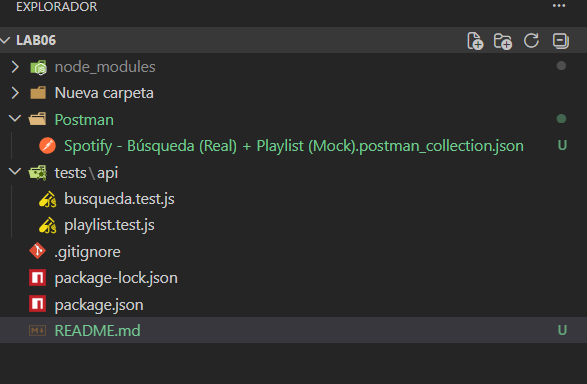 EXPLORADOR
LAB06
node_modules
Nueva carpeta
Postman
Spotify - Búsqueda (Real) + Playlist (Mock).postman_collection.json U
tests\api
busqueda.test.js
playlist.test.js
.gitignore
package-lock.json
package.json
README.md U